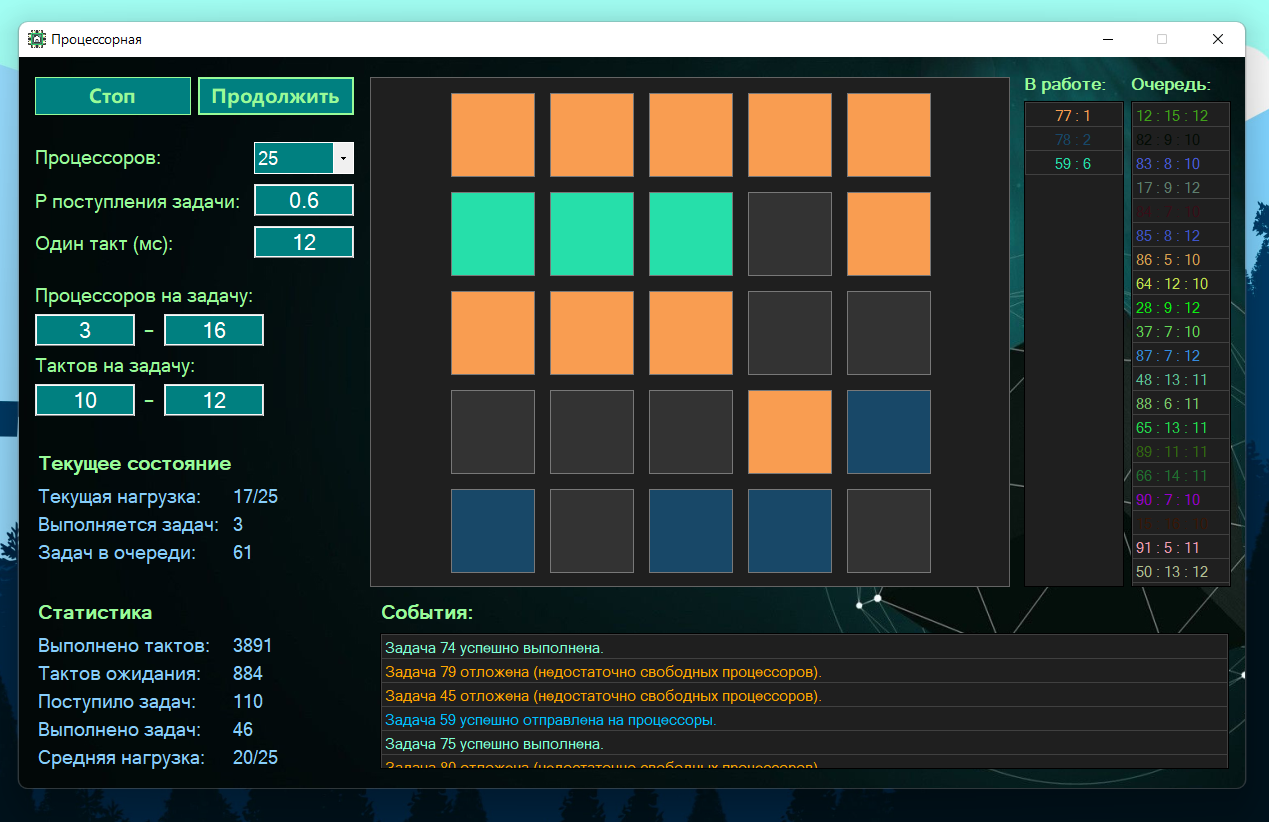 Процессорная
Стоп
Продолжить
Процессоров:
25
P поступления задачи:
0.6
Один такт (мс):
12
Процессоров на задачу:
3 – 16
Тактов на задачу:
10 – 12
Текущее состояние
Текущая нагрузка: 17/25
Выполняется задач: 3
Задач в очереди: 61
Статистика
Выполнено тактов: 3891
Тактов ожидания: 884
Поступило задач: 110
Выполнено задач: 46
Средняя нагрузка: 20/25
В работе:
77 : 1
78 : 2
59 : 6
Очередь:
12 : 15 : 12
82 : 9 : 10
83 : 8 : 10
17 : 9 : 12
85 : 8 : 12
86 : 5 : 10
64 : 12 : 10
28 : 9 : 12
37 : 7 : 10
87 : 7 : 12
48 : 13 : 11
88 : 6 : 11
65 : 13 : 11
89 : 11 : 11
66 : 14 : 11
90 : 7 : 10
91 : 5 : 11
50 : 13 : 12
События:
Задача 74 успешно выполнена.
Задача 79 отложена (недостаточно свободных процессоров).
Задача 45 отложена (недостаточно свободных процессоров).
Задача 59 успешно отправлена на процессоры.
Задача 75 успешно выполнена.
Задача 80 отложена (недостаточно свободных процессоров).